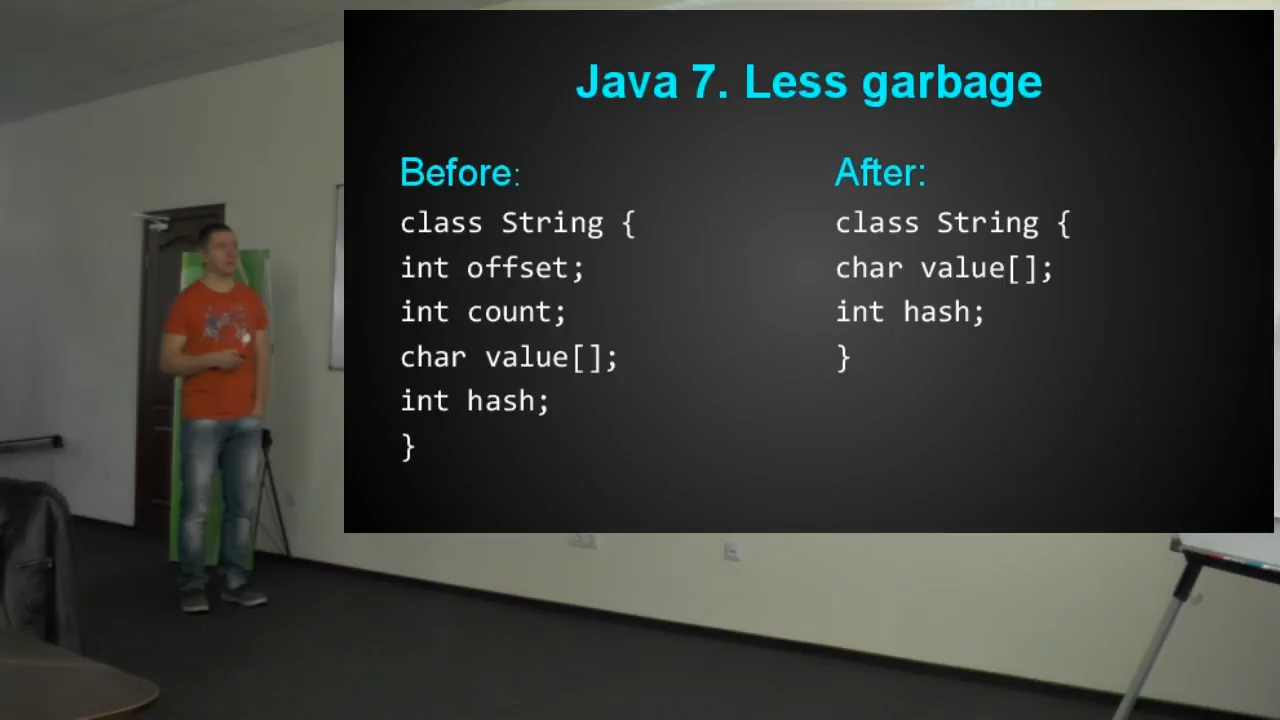 Java 7. Less garbage
Before:
class String {
int offset;
int count;
char value[];
int hash;
}
After:
class String {
char value[];
int hash;
}